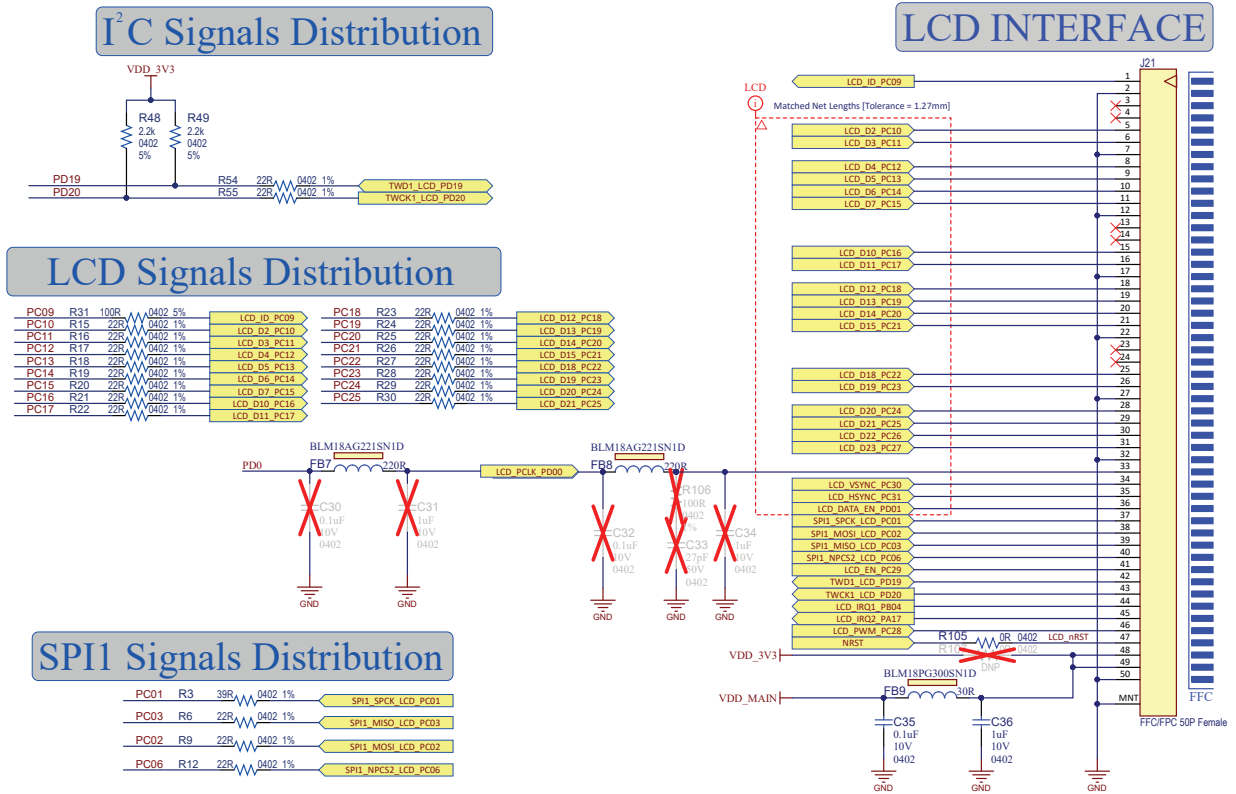 I²C Signals Distribution
VDD_3V3
R48
2.2k
0402
5%
R49
2.2k
0402
5%
PD19 R54 22R 0402 1% TWD1_LCD_PD19
PD20 R55 22R 0402 1% TWCK1_LCD_PD20
LCD Signals Distribution
PC09 R31 100R 0402 5% LCD_ID_PC09
PC10 R15 22R 0402 1% LCD_D2_PC10
PC11 R16 22R 0402 1% LCD_D3_PC11
PC12 R17 22R 0402 1% LCD_D4_PC12
PC13 R18 22R 0402 1% LCD_D5_PC13
PC14 R19 22R 0402 1% LCD_D6_PC14
PC15 R20 22R 0402 1% LCD_D7_PC15
PC16 R21 22R 0402 1% LCD_D10_PC16
PC17 R22 22R 0402 1% LCD_D11_PC17
PC18 R23 22R 0402 1% LCD_D12_PC18
PC19 R24 22R 0402 1% LCD_D13_PC19
PC20 R25 22R 0402 1% LCD_D14_PC20
PC21 R26 22R 0402 1% LCD_D15_PC21
PC22 R27 22R 0402 1% LCD_D18_PC22
PC23 R28 22R 0402 1% LCD_D19_PC23
PC24 R29 22R 0402 1% LCD_D20_PC24
PC25 R30 22R 0402 1% LCD_D21_PC25
BLM18AG221SN1D
PD0 FB7 220R LCD_PCLK_PD00
BLM18AG221SN1D
FB8 220R
C30
0.1uF
10V
0402
GND
C31
1uF
10V
0402
GND
C32
0.1uF
10V
0402
GND
R106
100R
0402
1%
C33
27pF
50V
0402
GND
C34
1uF
10V
0402
GND
SPI1 Signals Distribution
PC01 R3 39R 0402 1% SPI1_SPCK_LCD_PC01
PC03 R6 22R 0402 1% SPI1_MISO_LCD_PC03
PC02 R9 22R 0402 1% SPI1_MOSI_LCD_PC02
PC06 R12 22R 0402 1% SPI1_NPCS2_LCD_PC06
LCD INTERFACE
J21
LCD
i
Matched Net Lengths [Tolerance = 1.27mm]
LCD_ID_PC09 1
2
3
4
LCD_D2_PC10 5
LCD_D3_PC11 6
7
LCD_D4_PC12 8
LCD_D5_PC13 9
LCD_D6_PC14 10
LCD_D7_PC15 11
12
13
14
LCD_D10_PC16 15
LCD_D11_PC17 16
17
LCD_D12_PC18 18
LCD_D13_PC19 19
LCD_D14_PC20 20
LCD_D15_PC21 21
22
23
24
LCD_D18_PC22 25
LCD_D19_PC23 26
27
LCD_D20_PC24 28
LCD_D21_PC25 29
LCD_D22_PC26 30
LCD_D23_PC27 31
32
33
LCD_VSYNC_PC30 34
LCD_HSYNC_PC31 35
LCD_DATA_EN_PD01 36
SPI1_SPCK_LCD_PC01 37
SPI1_MOSI_LCD_PC02 38
SPI1_MISO_LCD_PC03 39
SPI1_NPCS2_LCD_PC06 40
LCD_EN_PC29 41
TWD1_LCD_PD19 42
TWCK1_LCD_PD20 43
LCD_IRQ1_PB04 44
LCD_IRQ2_PA17 45
LCD_PWM_PC28 46
NRST R105 0R 0402 LCD_nRST 47
VDD_3V3 0402 48
DNP
49
50
MNT
FFC
FFC/FPC 50P Female
BLM18PG300SN1D
VDD_MAIN FB9 30R
C35
0.1uF
10V
0402
GND
C36
1uF
10V
0402
GND
GND